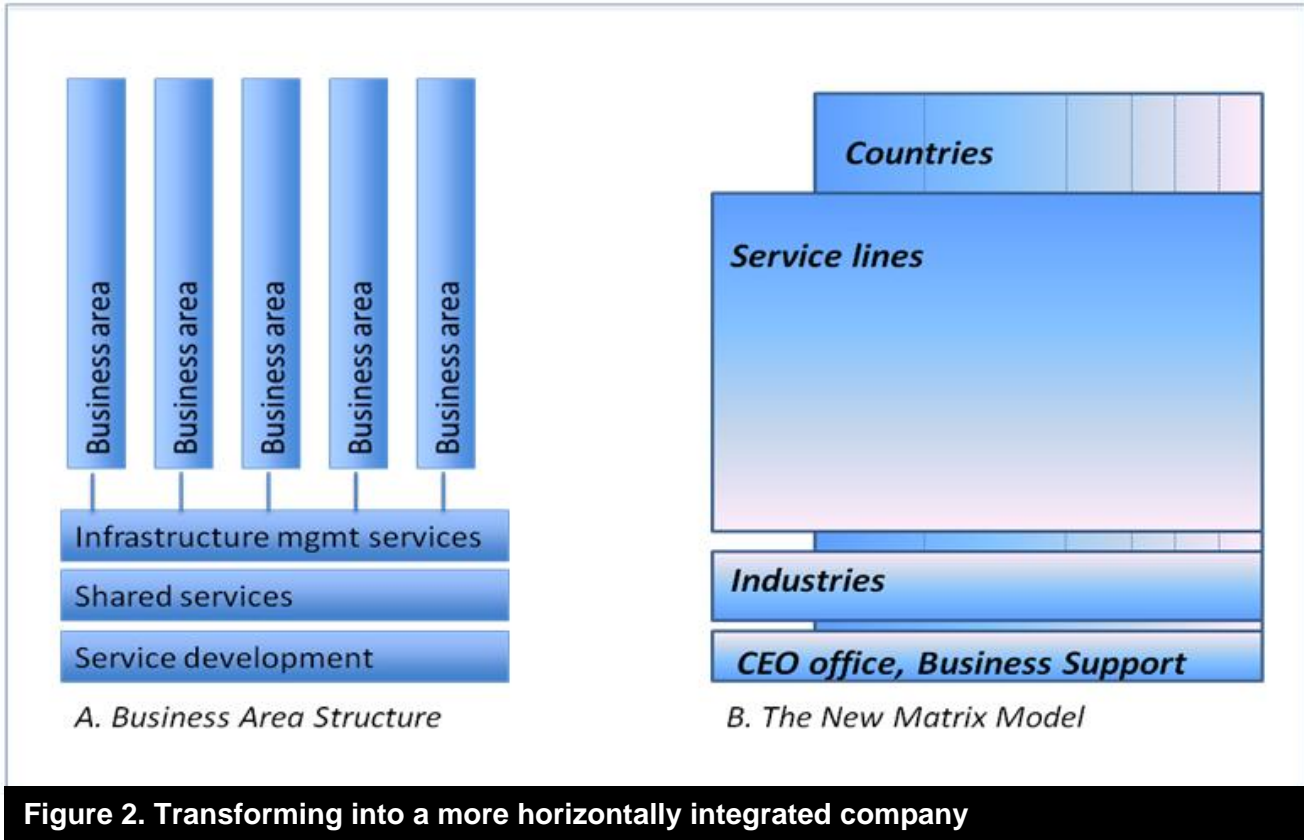 Business area
Business area
Business area
Business area
Business area
Infrastructure mgmt services
Shared services
Service development
A. Business Area Structure
Countries
Service lines
Industries
CEO office, Business Support
B. The New Matrix Model
Figure 2. Transforming into a more horizontally integrated company